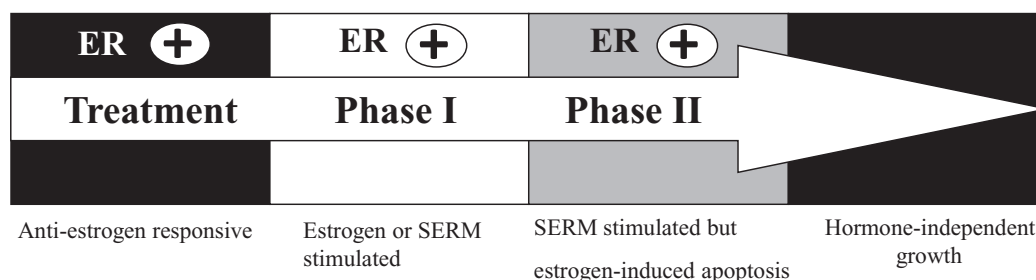 ER + ER + ER +
Treatment Phase I Phase II
Anti-estrogen responsive
Estrogen or SERM
stimulated
SERM stimulated but
estrogen-induced apoptosis
Hormone-independent
growth